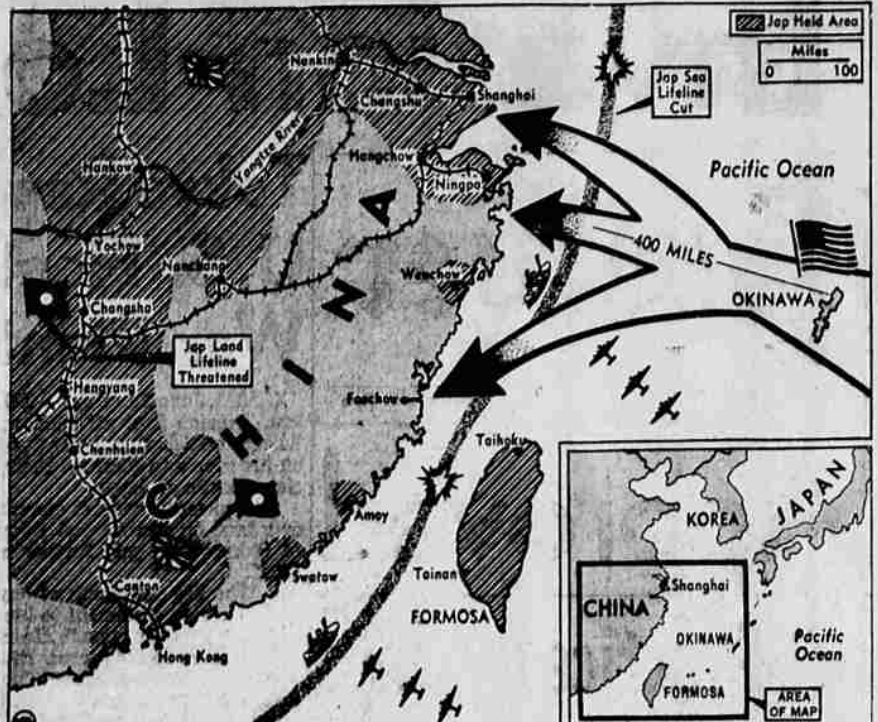 Jap Held Area
Miles
0 100
Jap Sea
Lifeline
Cut
Nanking
Changshu
Shanghai
Yangtze River
Hangchow
Hankow
Ningpo
Pacific Ocean
Yochow
Nanchang
400 MILES
Wenchow
OKINAWA
Changsha
Jap Land
Lifeline
Threatened
CHINA
Hengyang
Foochow
Chenhsien
Taihoku
Amoy
Swatow
Tainan
FORMOSA
Canton
Hong Kong
KOREA
JAPAN
Shanghai
CHINA
OKINAWA
Pacific
Ocean
FORMOSA
AREA
OF MAP